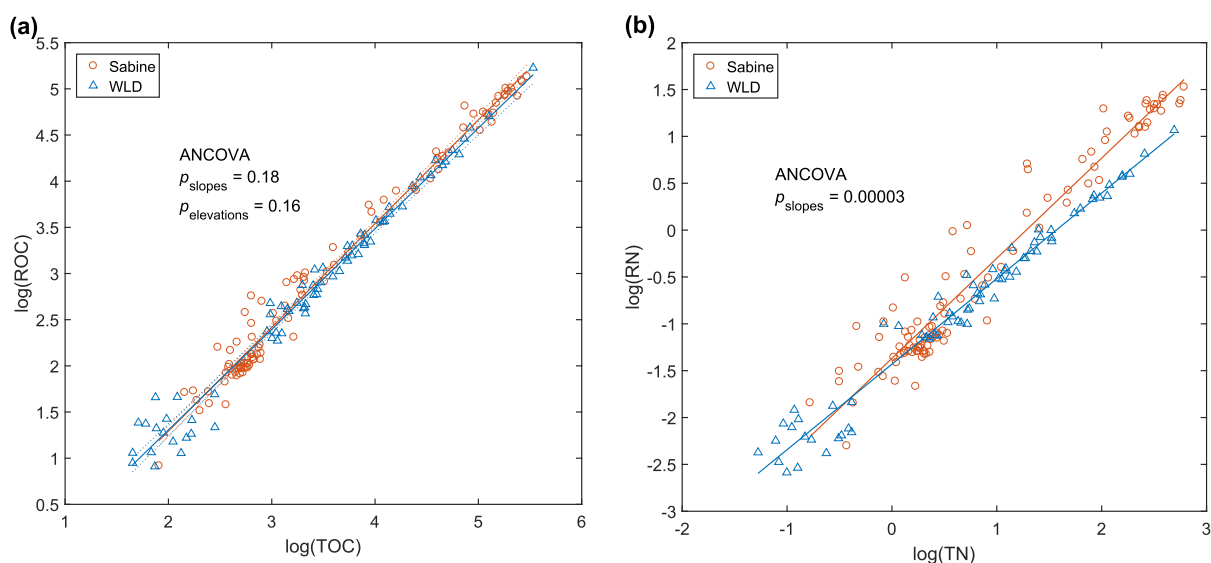 (a)
5.5
5
4.5
4
3.5
3
2.5
2
1.5
1
0.5
log(ROC)
Sabine
WLD
ANCOVA
pslopes = 0.18
pelevations = 0.16
1 2 3 4 5 6
log(TOC)
(b)
2
1.5
1
0.5
0
-0.5
-1
-1.5
-2
-2.5
-3
log(RN)
Sabine
WLD
ANCOVA
pslopes = 0.00003
-2 -1 0 1 2 3
log(TN)